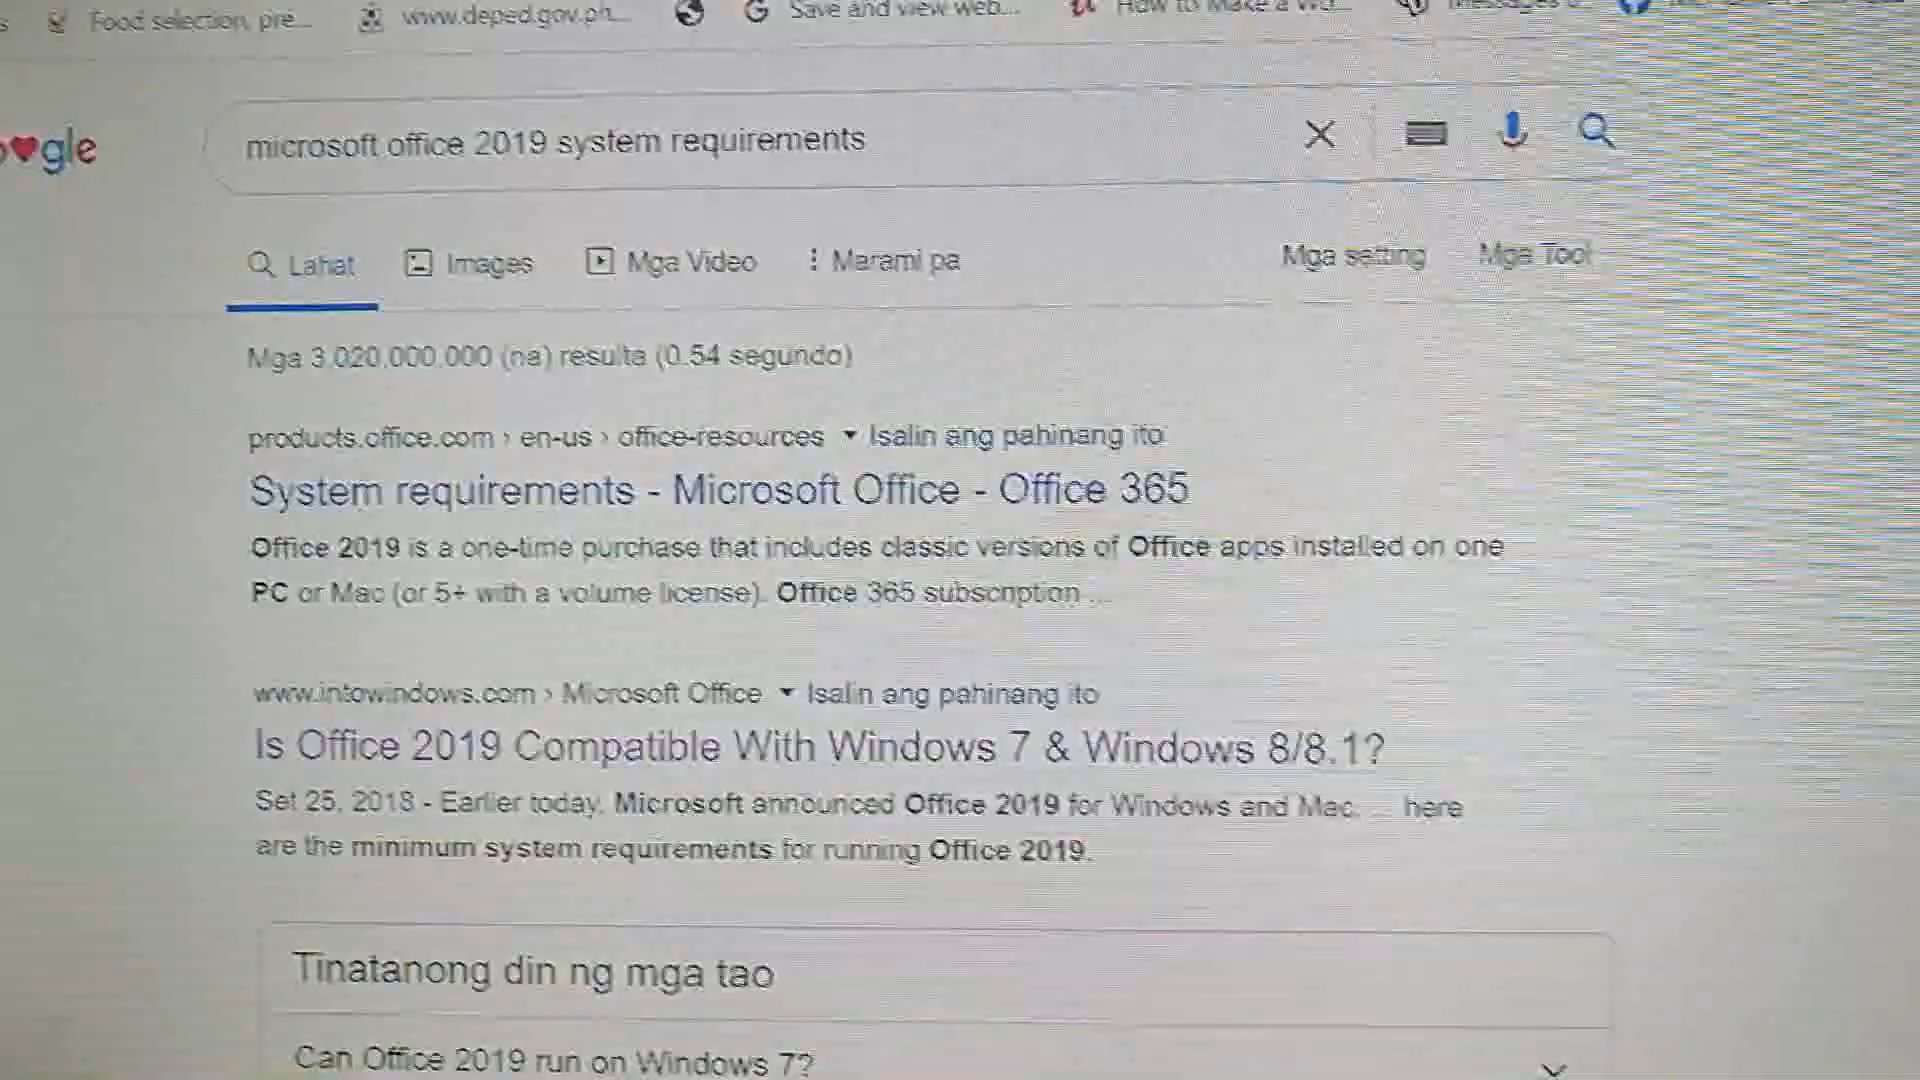 Food selection, pre... www.deped.gov.ph... Save and view web... How to Make a
gle
microsoft office 2019 system requirements
Lahat Images Mga Video Marami pa Mga setting Mga Tool
Mga 3,020,000,000 (na) resulta (0.54 segundo)
products.office.com › en-us › office-resources ▾ Isalin ang pahinang ito
System requirements - Microsoft Office - Office 365
Office 2019 is a one-time purchase that includes classic versions of Office apps installed on one
PC or Mac (or 5+ with a volume license). Office 365 subscription ...
www.intowindows.com › Microsoft Office ▾ Isalin ang pahinang ito
Is Office 2019 Compatible With Windows 7 & Windows 8/8.1?
Set 25, 2018 - Earlier today, Microsoft announced Office 2019 for Windows and Mac. ... here
are the minimum system requirements for running Office 2019.
Tinatanong din ng mga tao
Can Office 2019 run on Windows 7?